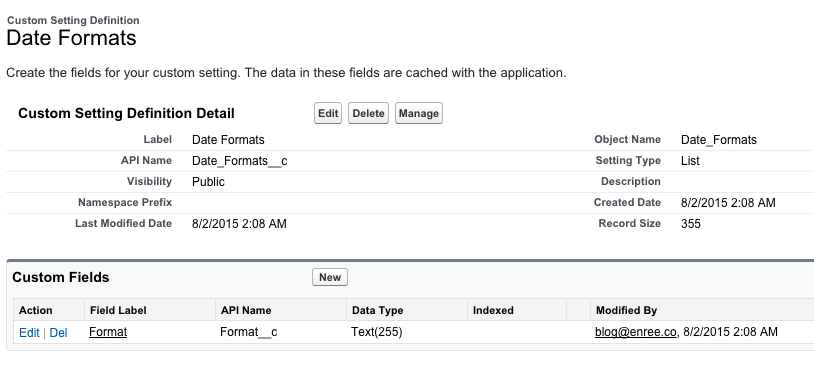 Custom Setting Definition
Date Formats
Create the fields for your custom setting. The data in these fields are cached with the application.
Custom Setting Definition Detail Edit Delete Manage
Label Date Formats Object Name Date_Formats
API Name Date_Formats__c Setting Type List
Visibility Public Description
Namespace Prefix Created Date 8/2/2015 2:08 AM
Last Modified Date 8/2/2015 2:08 AM Record Size 355
Custom Fields New
Action Field Label API Name Data Type Indexed Modified By
Edit | Del Format Format__c Text(255) blog@enree.co, 8/2/2015 2:08 AM